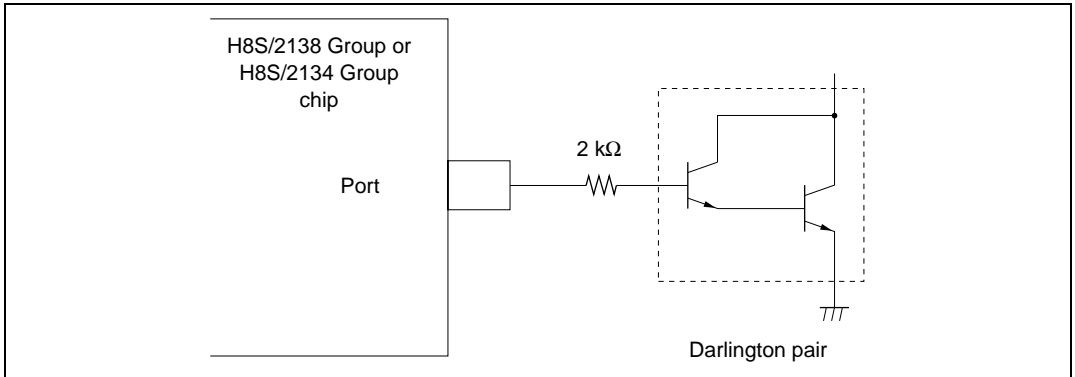 H8S/2138 Group or
H8S/2134 Group
chip
2 kΩ
Port
Darlington pair